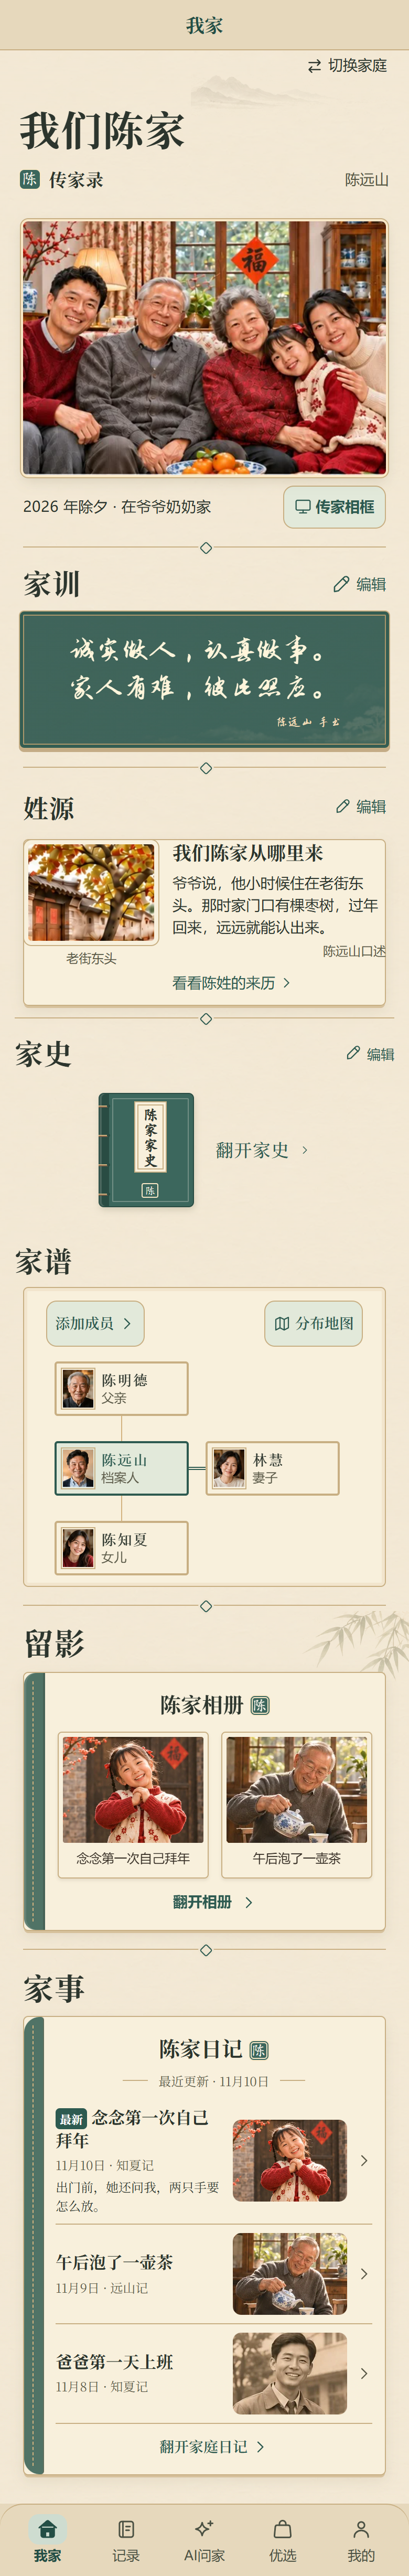 我家
切换家庭
我们陈家
陈 传家录
陈远山
福
2026 年除夕 · 在爷爷奶奶家
传家相框
家训
编辑
诚实做人，认真做事。
家人有难，彼此照应。
陈远山 手书
姓源
编辑
我们陈家从哪里来
爷爷说，他小时候住在老街东
头。那时家门口有棵枣树，过年
回来，远远就能认出来。
老街东头
陈远山口述
看看陈姓的来历
家史
编辑
陈家家史
陈
翻开家史
家谱
添加成员
分布地图
陈明德
父亲
陈远山
档案人
林慧
妻子
陈知夏
女儿
留影
陈家相册 陈
福
念念第一次自己拜年
午后泡了一壶茶
翻开相册
家事
陈家日记 陈
最近更新 · 11月10日
最新 念念第一次自己
拜年
11月10日 · 知夏记
出门前，她还问我，两只手要
怎么放。
福
午后泡了一壶茶
11月9日 · 远山记
爸爸第一天上班
11月8日 · 知夏记
翻开家庭日记
我家
记录
AI问家
优选
我的